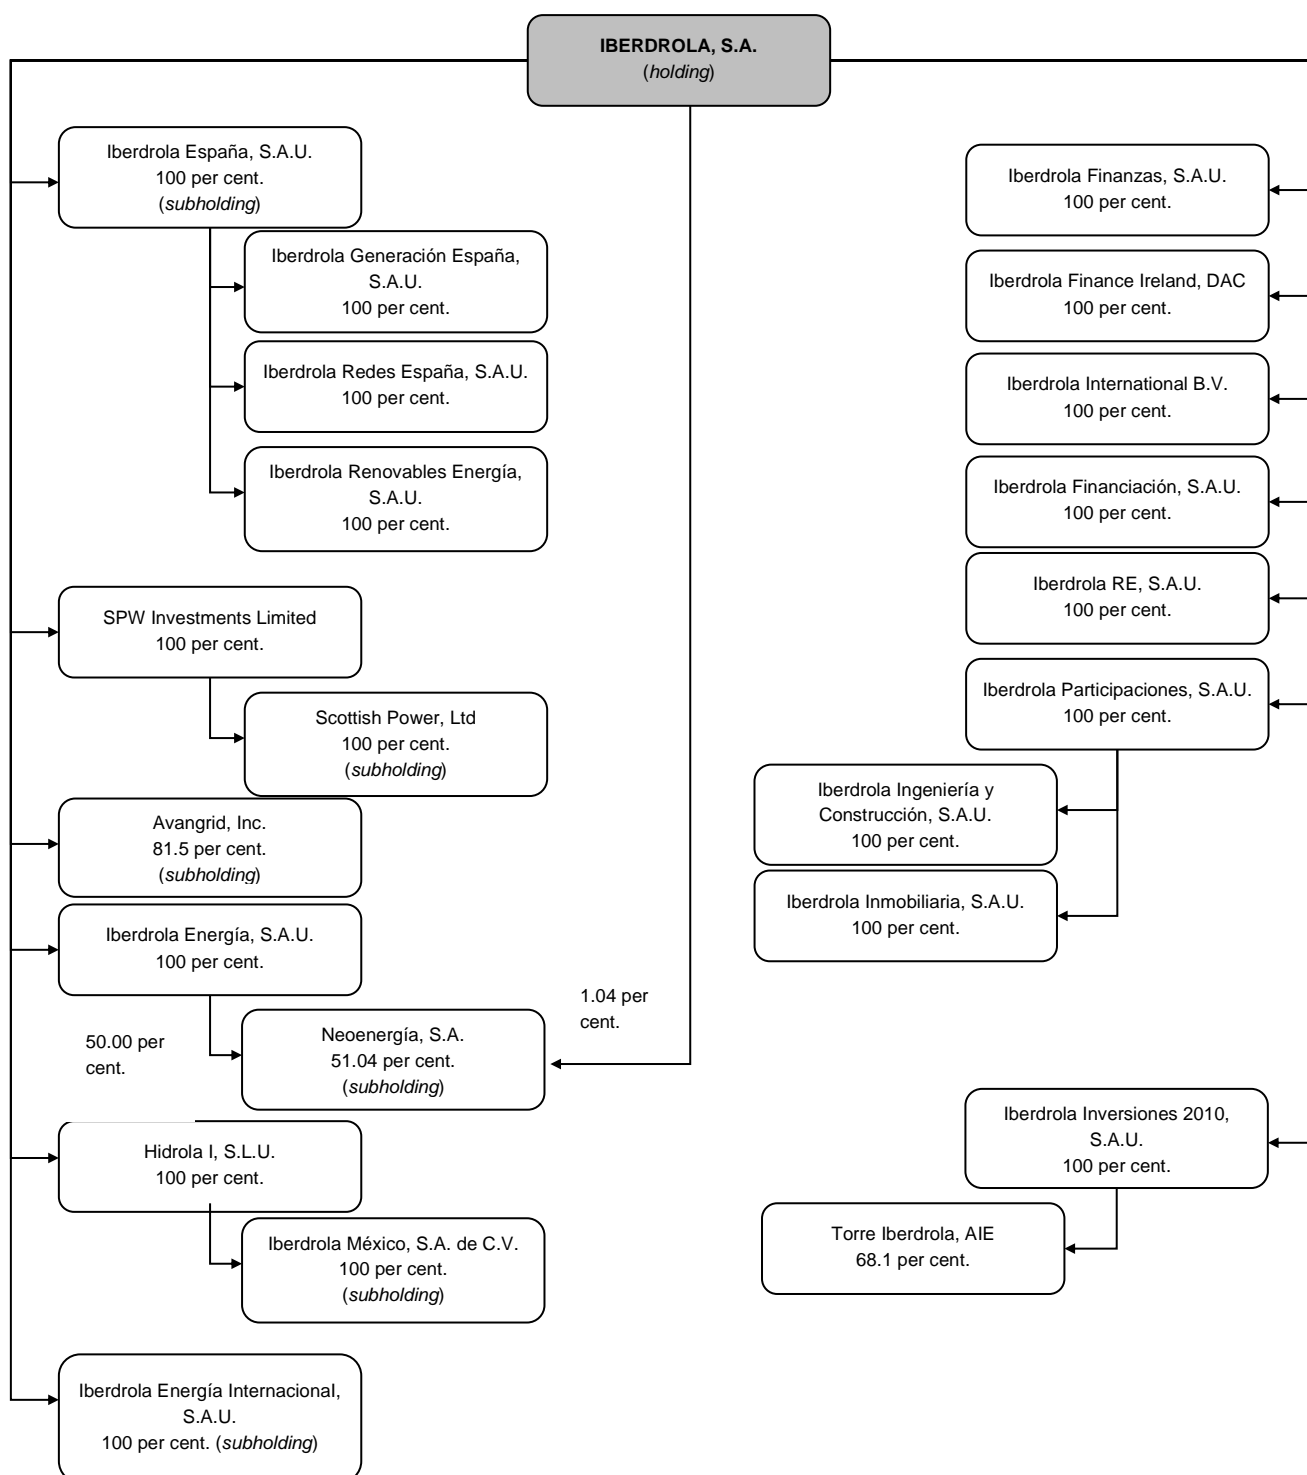 IBERDROLA, S.A.
(holding)
Iberdrola España, S.A.U.
100 per cent.
(subholding)
Iberdrola Generación España,
S.A.U.
100 per cent.
Iberdrola Redes España, S.A.U.
100 per cent.
Iberdrola Renovables Energía,
S.A.U.
100 per cent.
SPW Investments Limited
100 per cent.
Scottish Power, Ltd
100 per cent.
(subholding)
Avangrid, Inc.
81.5 per cent.
(subholding)
Iberdrola Energía, S.A.U.
100 per cent.
50.00 per
cent.
Neoenergía, S.A.
51.04 per cent.
(subholding)
1.04 per
cent.
Hidrola I, S.L.U.
100 per cent.
Iberdrola México, S.A. de C.V.
100 per cent.
(subholding)
Iberdrola Energía Internacional,
S.A.U.
100 per cent. (subholding)
Iberdrola Finanzas, S.A.U.
100 per cent.
Iberdrola Finance Ireland, DAC
100 per cent.
Iberdrola International B.V.
100 per cent.
Iberdrola Financiación, S.A.U.
100 per cent.
Iberdrola RE, S.A.U.
100 per cent.
Iberdrola Participaciones, S.A.U.
100 per cent.
Iberdrola Ingeniería y
Construcción, S.A.U.
100 per cent.
Iberdrola Inmobiliaria, S.A.U.
100 per cent.
Iberdrola Inversiones 2010,
S.A.U.
100 per cent.
Torre Iberdrola, AIE
68.1 per cent.